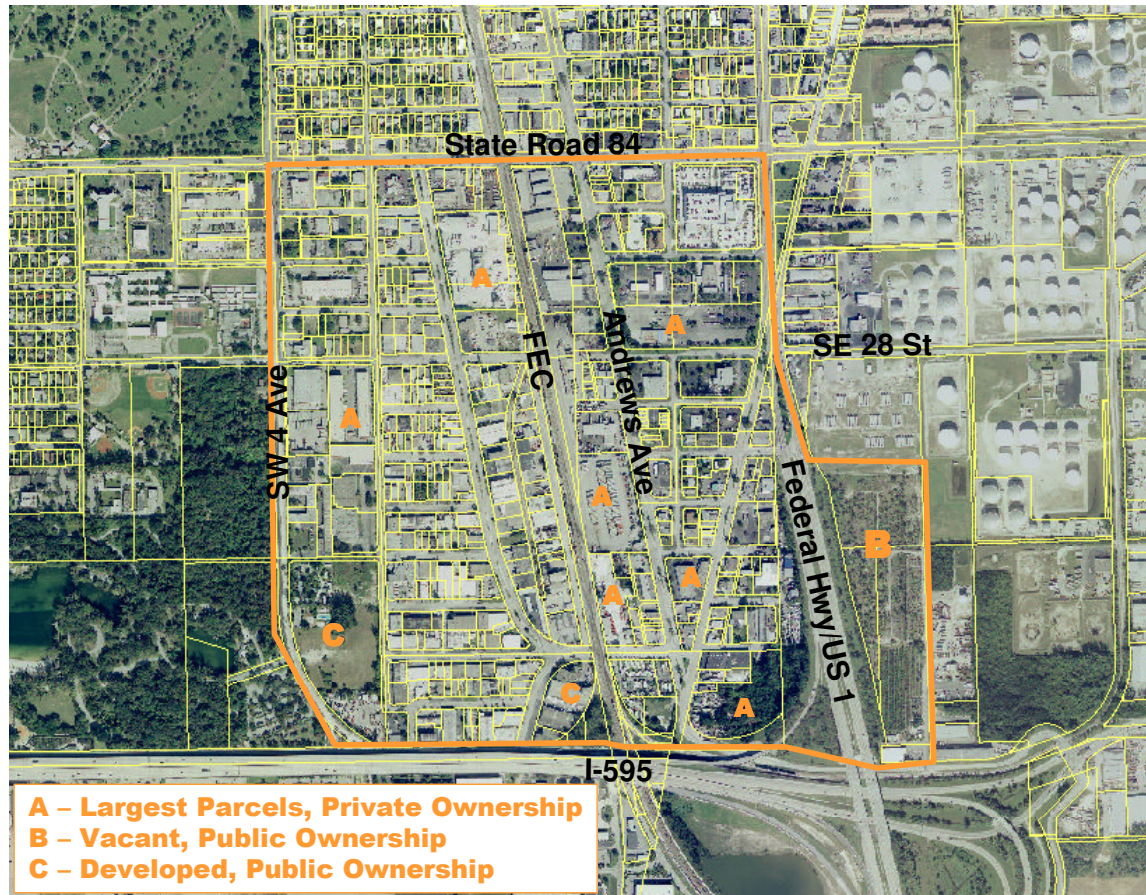 State Road 84
A
A
SE 28 St
FEC
Andrews Ave
SW 4 Ave
A
A
Federal Hwy/US 1
B
A
A
C
C
A
I-595
A – Largest Parcels, Private Ownership
B – Vacant, Public Ownership
C – Developed, Public Ownership